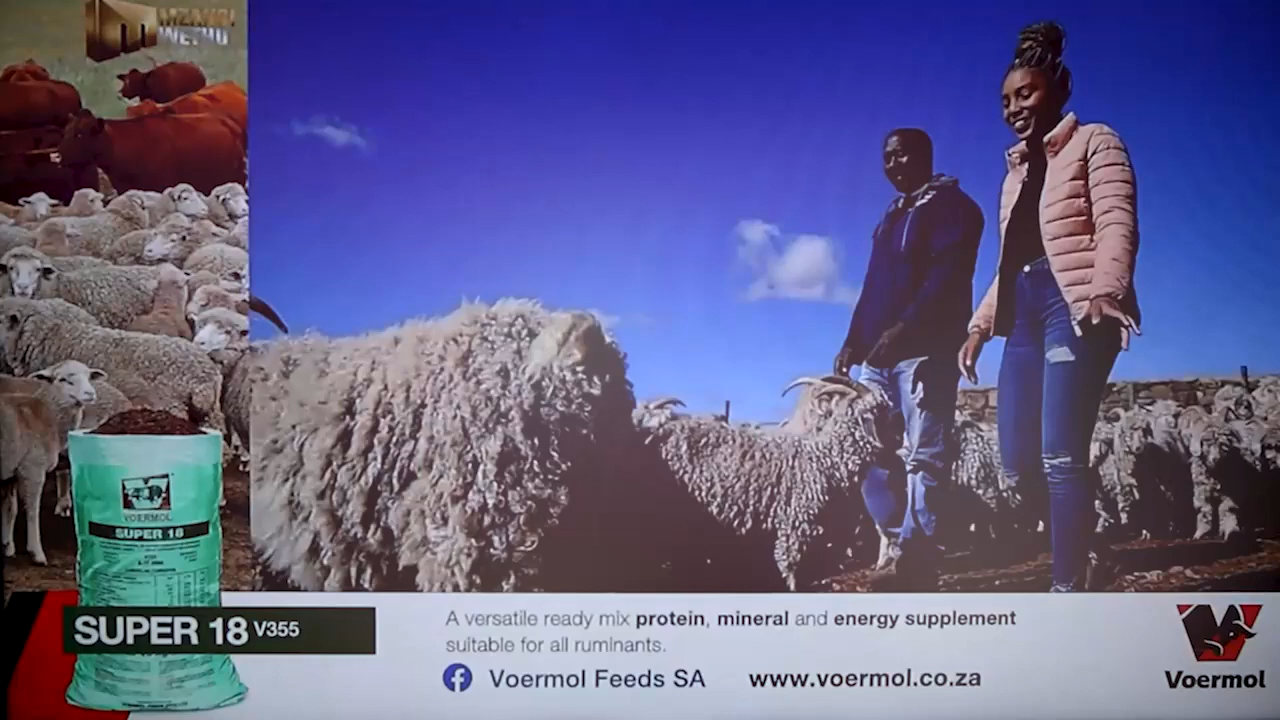 MZANSI
WETHU
VOERMOL
SUPER 18
SUPER 18 V355
A versatile ready mix protein, mineral and energy supplement
suitable for all ruminants.
Voermol Feeds SA
www.voermol.co.za
Voermol